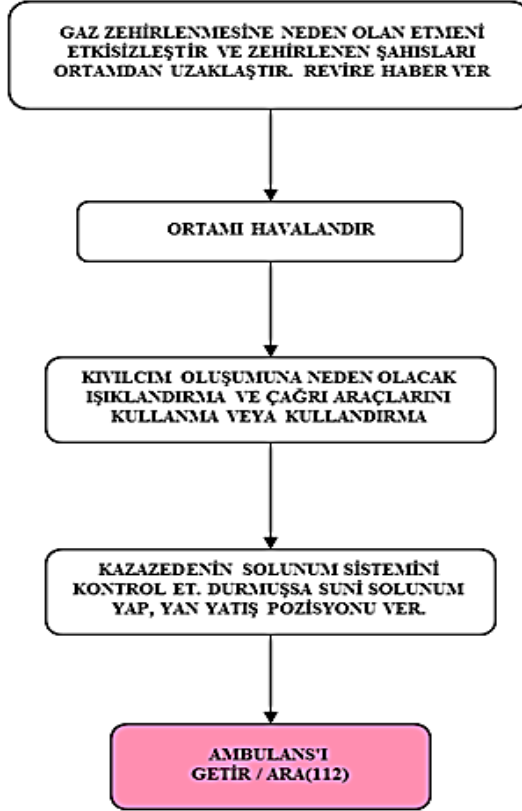 GAZ ZEHİRLENMESİNE NEDEN OLAN ETMENİ
ETKİSİZLEŞTİR VE ZEHİRLENEN ŞAHISLARI
ORTAMDAN UZAKLAŞTIR. REVİRE HABER VER
ORTAMI HAVALANDIR
KIVILCIM OLUŞUMUNA NEDEN OLACAK
IŞIKLANDIRMA VE ÇAĞRI ARAÇLARINI
KULLANMA VEYA KULLANDIRMA
KAZAZEDENİN SOLUNUM SİSTEMİNİ
KONTROL ET. DURMUŞSA SUNİ SOLUNUM
YAP, YAN YATIŞ POZİSYONU VER.
AMBULANS'I
GETİR / ARA(112)